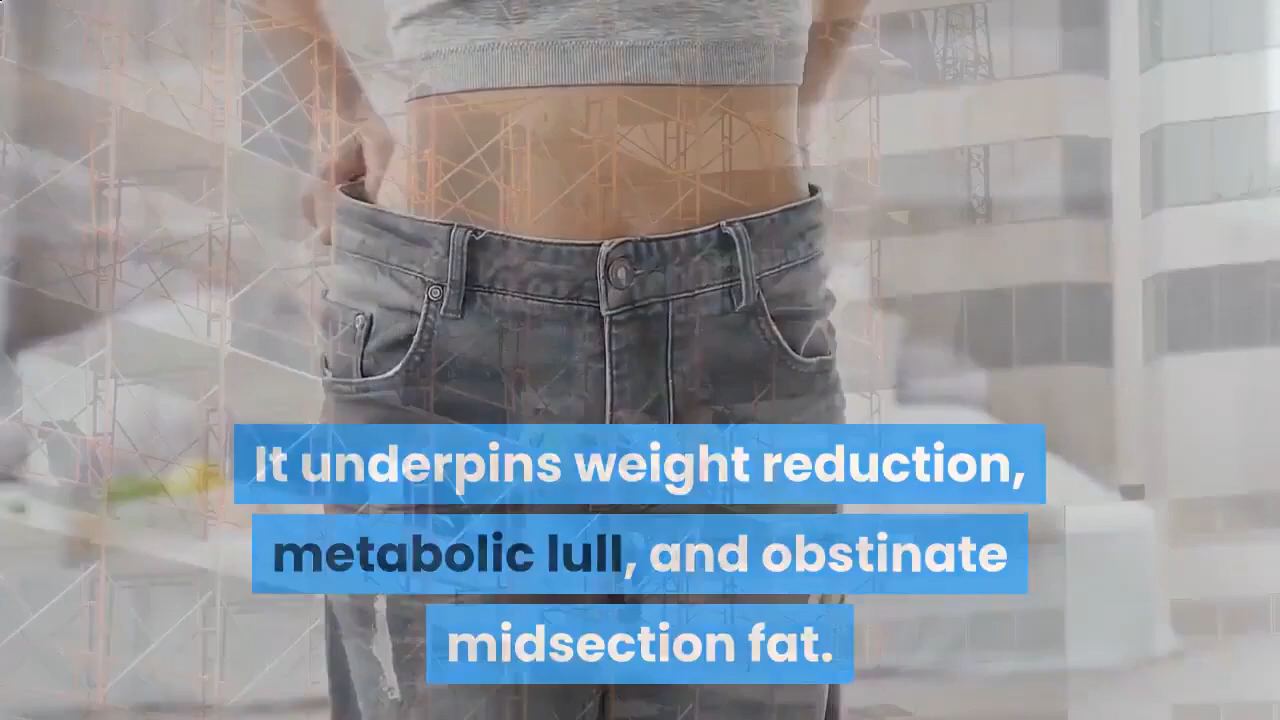 It underpins weight reduction,
metabolic lull, and obstinate
midsection fat.